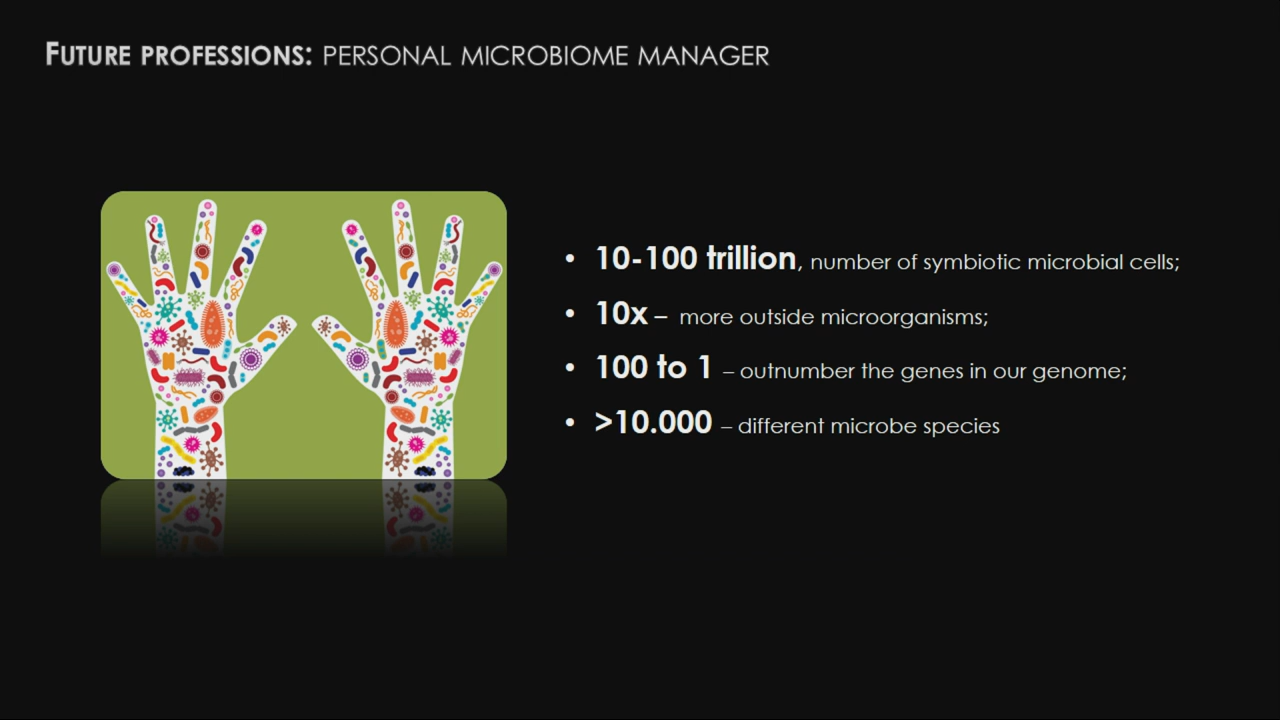 FUTURE PROFESSIONS: PERSONAL MICROBIOME MANAGER
• 10-100 trillion, number of symbiotic microbial cells;
• 10x – more outside microorganisms;
• 100 to 1 – outnumber the genes in our genome;
• >10.000 – different microbe species